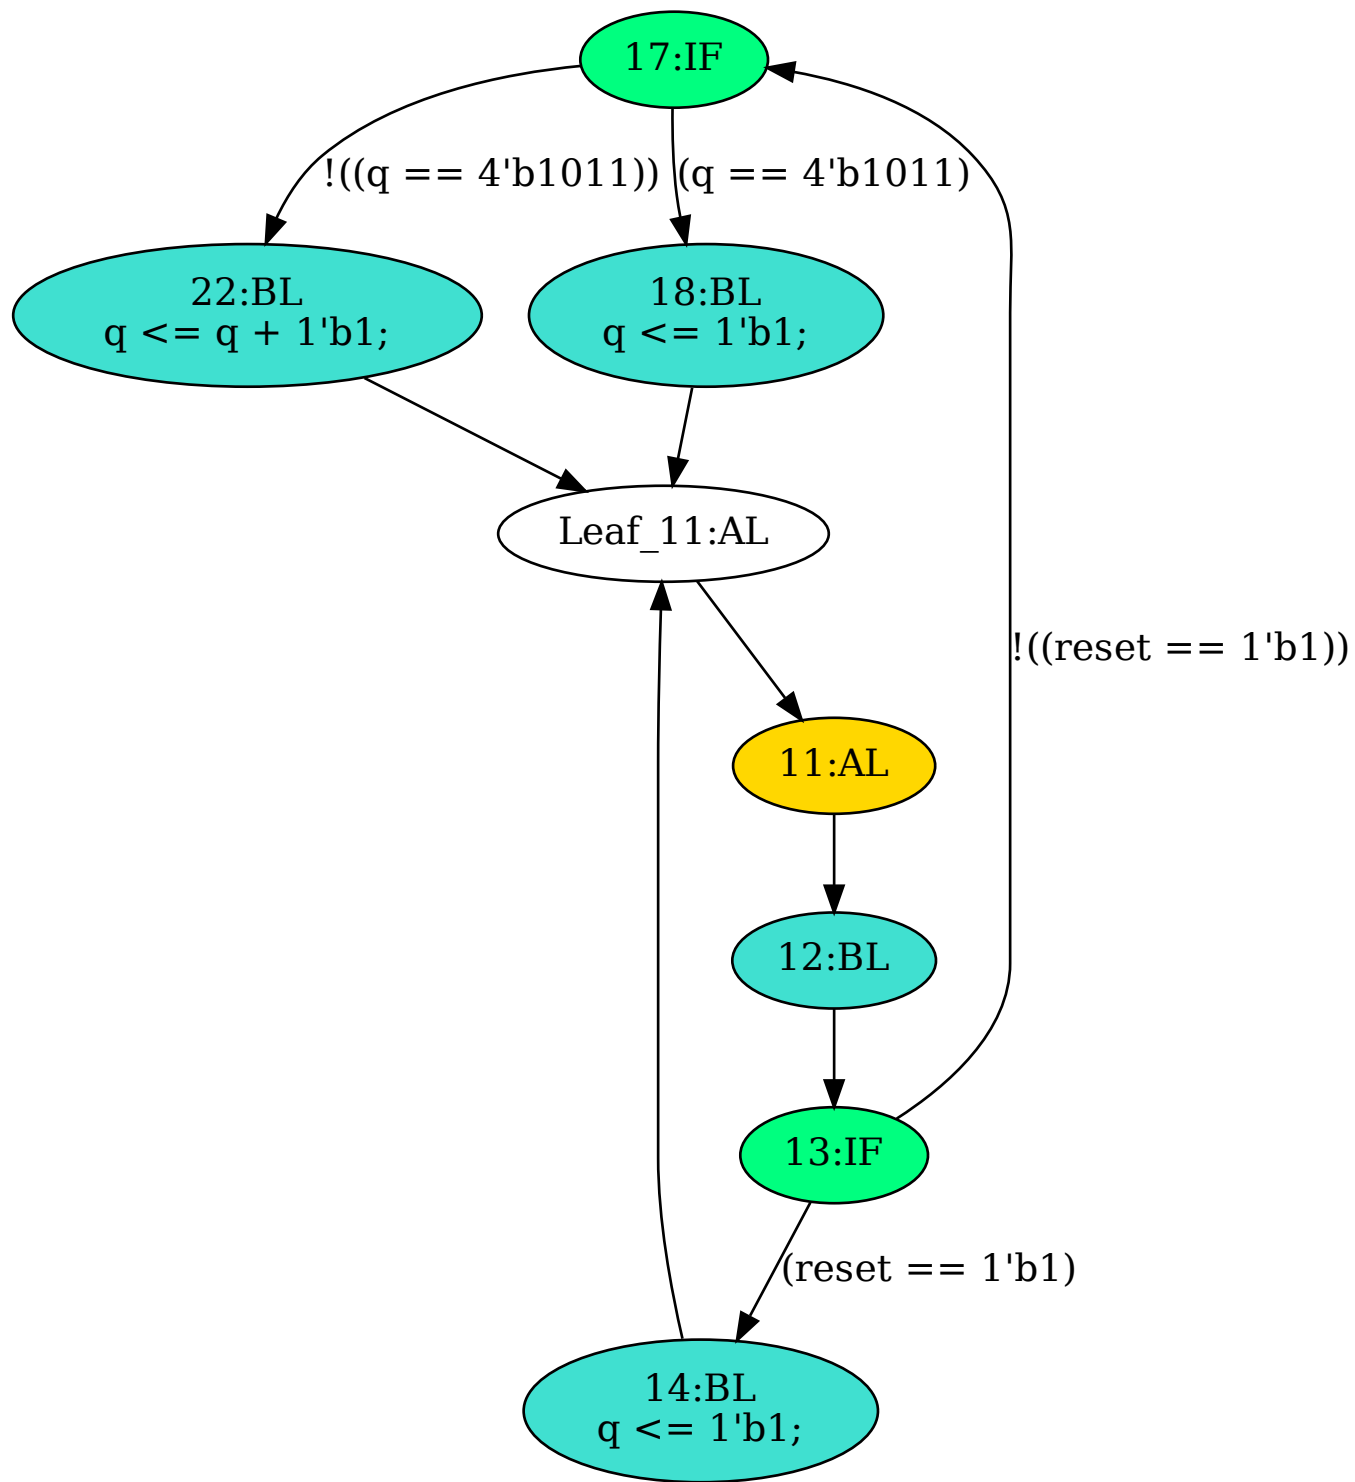 17:IF
!((q == 4'b1011))
(q == 4'b1011)
22:BL
q <= q + 1'b1;
18:BL
q <= 1'b1;
Leaf_11:AL
!((reset == 1'b1))
11:AL
12:BL
13:IF
(reset == 1'b1)
14:BL
q <= 1'b1;